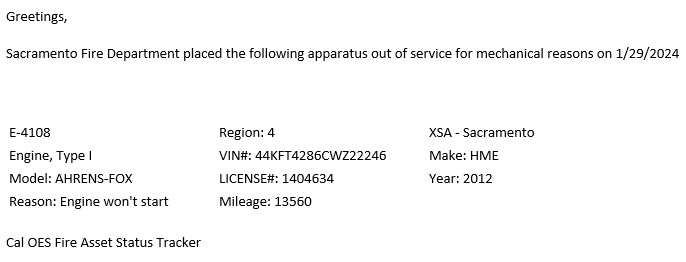 Greetings,
Sacramento Fire Department placed the following apparatus out of service for mechanical reasons on 1/29/2024
E-4108 Region: 4 XSA - Sacramento
Engine, Type I VIN#: 44KFT4286CWZ22246 Make: HME
Model: AHRENS-FOX LICENSE#: 1404634 Year: 2012
Reason: Engine won't start Mileage: 13560
Cal OES Fire Asset Status Tracker